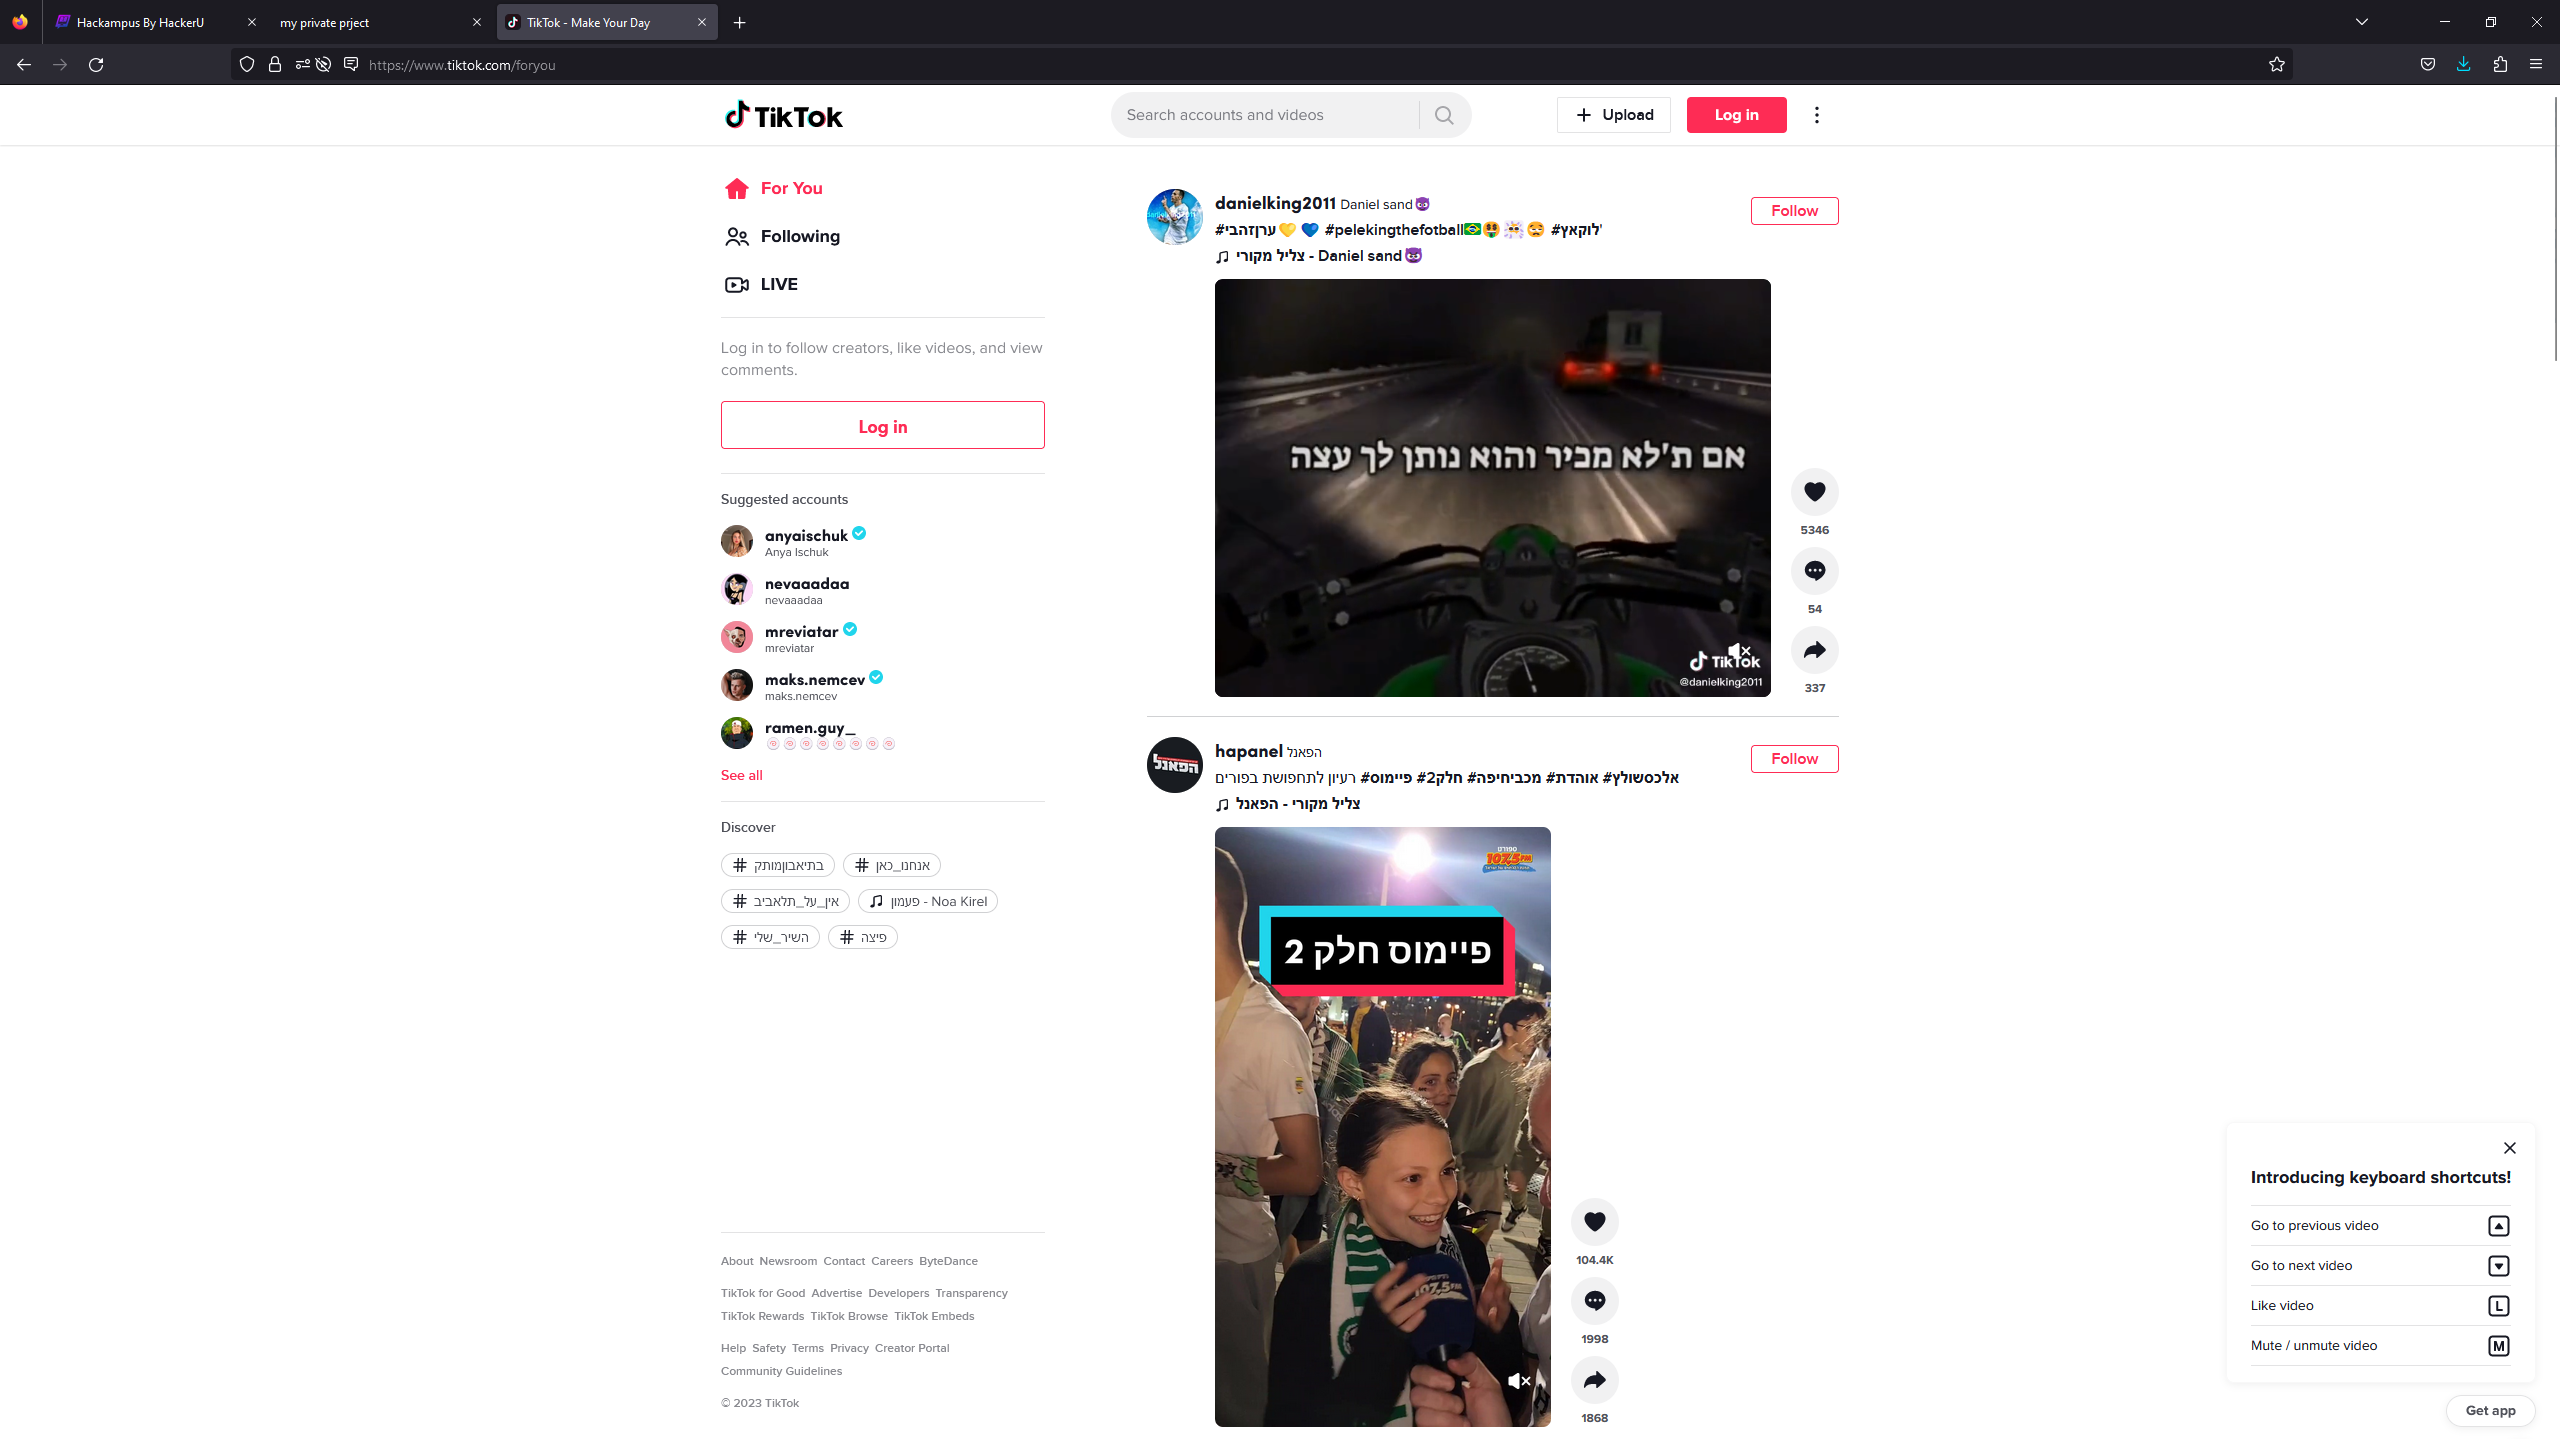 Hackampus By HackerU
my private prject
TikTok - Make Your Day
https://www.tiktok.com/foryou
TikTok
Search accounts and videos
Upload
Log in
For You
Following
LIVE
Log in to follow creators, like videos, and view
comments.
Log in
Suggested accounts
anyaischuk
Anya Ischuk
nevaaadaa
nevaaadaa
mreviatar
mreviatar
maks.nemcev
maks.nemcev
ramen.guy_
See all
Discover
# בתיאבוןמותק
# אנחנו_כאן
# אין_על_תלאביב
פעמון - Noa Kirel
# השיר_שלי
# פיצה
About Newsroom Contact Careers ByteDance
TikTok for Good Advertise Developers Transparency
TikTok Rewards TikTok Browse TikTok Embeds
Help Safety Terms Privacy Creator Portal
Community Guidelines
© 2023 TikTok
danielking2011 Daniel sand😈
#ערןזהבי💛💙 #pelekingthefotball🇧🇷 #לוקאץ'
צליל מקורי - Daniel sand😈
Follow
אם ת'לא מכיר והוא נותן לך עצה
TikTok
@danielking2011
5346
54
337
hapanel הפאנל
רעיון לתחפושת בפורים #פיימוס #חלק2 #מכביחיפה #אוהדת #אלכסשולץ
צליל מקורי - הפאנל
Follow
הפאנל
ספורט
107.5FM
פיימוס חלק 2
107.5FM
104.4K
1998
1868
Introducing keyboard shortcuts!
Go to previous video
Go to next video
Like video L
Mute / unmute video M
Get app